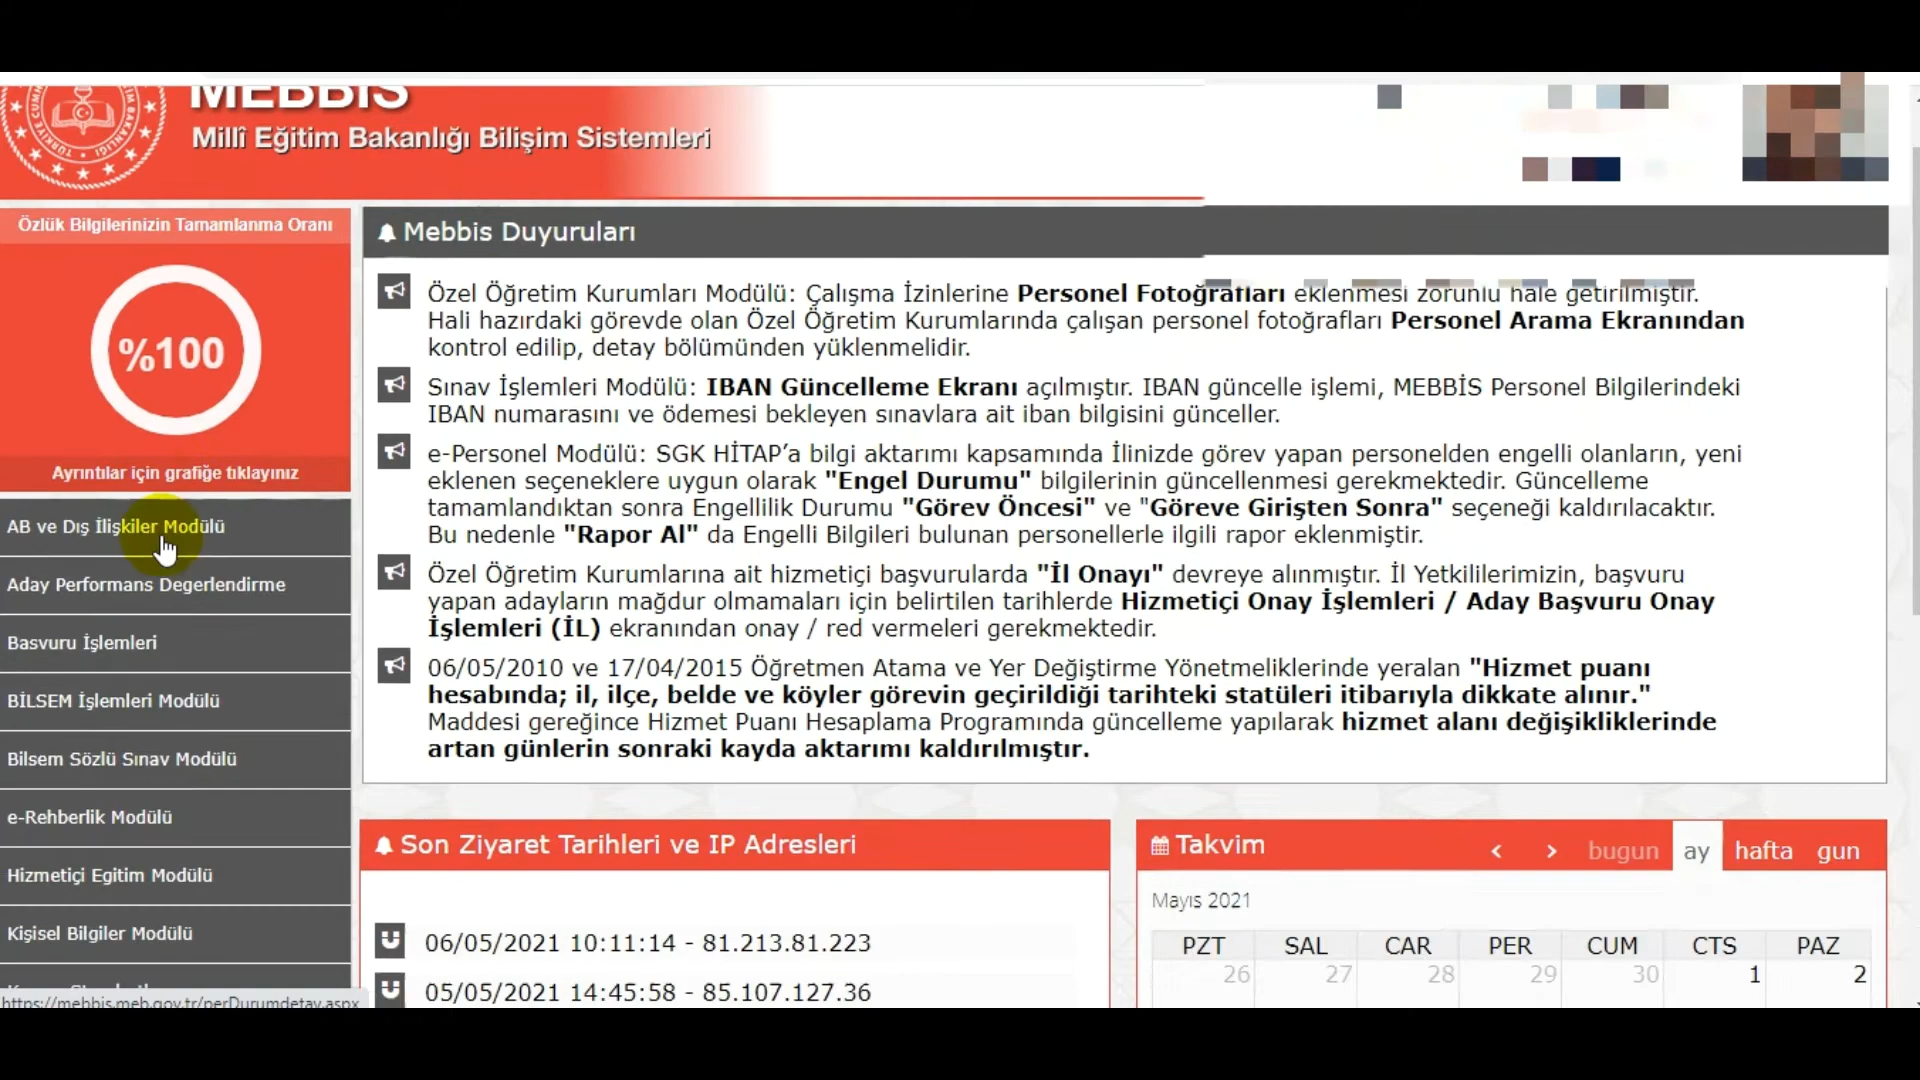 MEBBİS
Millî Eğitim Bakanlığı Bilişim Sistemleri
Özlük Bilgilerinizin Tamamlanma Oranı
%100
Ayrıntılar için grafiğe tıklayınız
AB ve Dış İlişkiler Modülü
Aday Performans Degerlendirme
Basvuru İşlemleri
BİLSEM İşlemleri Modülü
Bilsem Sözlü Sınav Modülü
e-Rehberlik Modülü
Hizmetiçi Egitim Modülü
Kişisel Bilgiler Modülü
https://mebbis.meb.gov.tr/perDurumdetay.aspx
Mebbis Duyuruları
Özel Öğretim Kurumları Modülü: Çalışma İzinlerine Personel Fotoğrafları eklenmesi zorunlu hale getirilmiştir.
Hali hazırdaki görevde olan Özel Öğretim Kurumlarında çalışan personel fotoğrafları Personel Arama Ekranından
kontrol edilip, detay bölümünden yüklenmelidir.
Sınav İşlemleri Modülü: IBAN Güncelleme Ekranı açılmıştır. IBAN güncelle işlemi, MEBBİS Personel Bilgilerindeki
IBAN numarasını ve ödemesi bekleyen sınavlara ait iban bilgisini günceller.
e-Personel Modülü: SGK HİTAP’a bilgi aktarımı kapsamında İlinizde görev yapan personelden engelli olanların, yeni
eklenen seçeneklere uygun olarak "Engel Durumu" bilgilerinin güncellenmesi gerekmektedir. Güncelleme
tamamlandıktan sonra Engellilik Durumu "Görev Öncesi" ve "Göreve Girişten Sonra" seçeneği kaldırılacaktır.
Bu nedenle "Rapor Al" da Engelli Bilgileri bulunan personellerle ilgili rapor eklenmiştir.
Özel Öğretim Kurumlarına ait hizmetiçi başvurularda "İl Onayı" devreye alınmıştır. İl Yetkililerimizin, başvuru
yapan adayların mağdur olmamaları için belirtilen tarihlerde Hizmetiçi Onay İşlemleri / Aday Başvuru Onay
İşlemleri (İL) ekranından onay / red vermeleri gerekmektedir.
06/05/2010 ve 17/04/2015 Öğretmen Atama ve Yer Değiştirme Yönetmeliklerinde yeralan "Hizmet puanı
hesabında; il, ilçe, belde ve köyler görevin geçirildiği tarihteki statüleri itibarıyla dikkate alınır."
Maddesi gereğince Hizmet Puanı Hesaplama Programında güncelleme yapılarak hizmet alanı değişikliklerinde
artan günlerin sonraki kayda aktarımı kaldırılmıştır.
Son Ziyaret Tarihleri ve IP Adresleri
06/05/2021 10:11:14 - 81.213.81.223
05/05/2021 14:45:58 - 85.107.127.36
Takvim
< > bugun ay hafta gun
Mayıs 2021
PZT SAL CAR PER CUM CTS PAZ
26 27 28 29 30 1 2